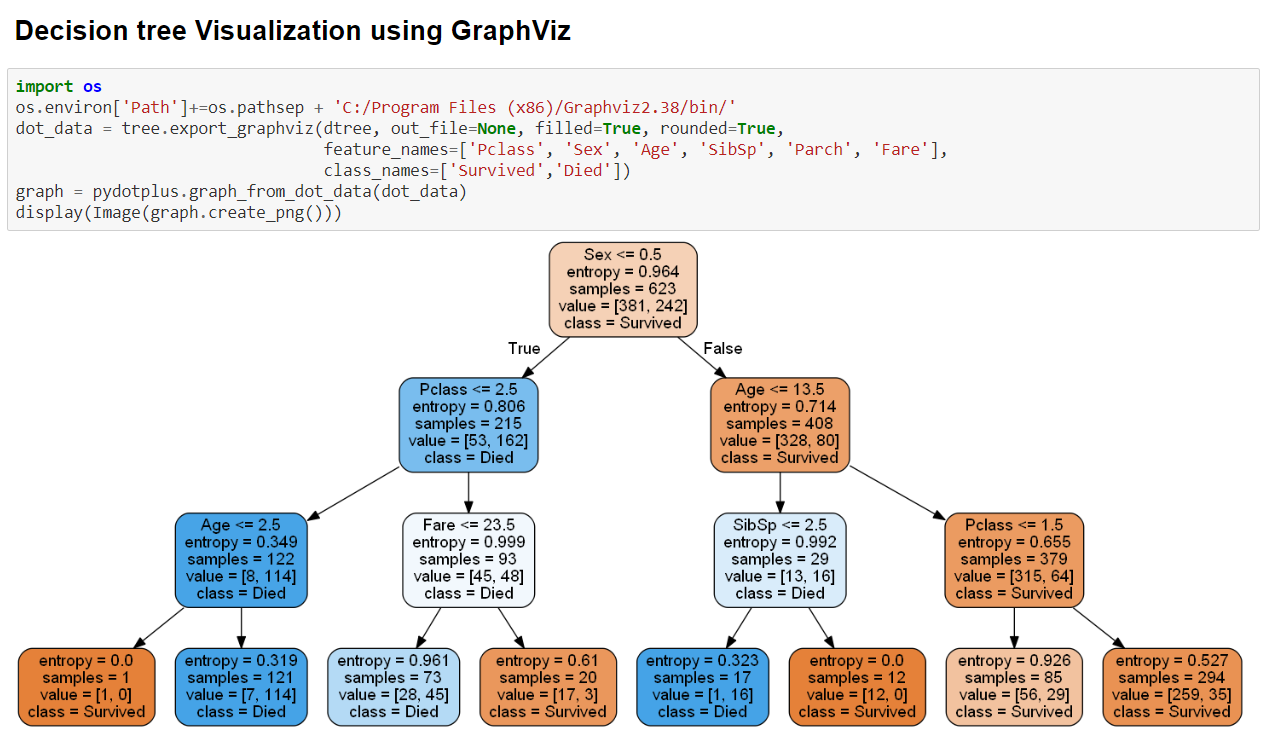 Decision tree Visualization using GraphViz
import os
os.environ['Path']+=os.pathsep + 'C:/Program Files (x86)/Graphviz2.38/bin/'
dot_data = tree.export_graphviz(dtree, out_file=None, filled=True, rounded=True,
feature_names=['Pclass', 'Sex', 'Age', 'SibSp', 'Parch', 'Fare'],
class_names=['Survived','Died'])
graph = pydotplus.graph_from_dot_data(dot_data)
display(Image(graph.create_png()))
Sex <= 0.5
entropy = 0.964
samples = 623
value = [381, 242]
class = Survived
True
False
Pclass <= 2.5
entropy = 0.806
samples = 215
value = [53, 162]
class = Died
Age <= 13.5
entropy = 0.714
samples = 408
value = [328, 80]
class = Survived
Age <= 2.5
entropy = 0.349
samples = 122
value = [8, 114]
class = Died
Fare <= 23.5
entropy = 0.999
samples = 93
value = [45, 48]
class = Died
SibSp <= 2.5
entropy = 0.992
samples = 29
value = [13, 16]
class = Died
Pclass <= 1.5
entropy = 0.655
samples = 379
value = [315, 64]
class = Survived
entropy = 0.0
samples = 1
value = [1, 0]
class = Survived
entropy = 0.319
samples = 121
value = [7, 114]
class = Died
entropy = 0.961
samples = 73
value = [28, 45]
class = Died
entropy = 0.61
samples = 20
value = [17, 3]
class = Survived
entropy = 0.323
samples = 17
value = [1, 16]
class = Died
entropy = 0.0
samples = 12
value = [12, 0]
class = Survived
entropy = 0.926
samples = 85
value = [56, 29]
class = Survived
entropy = 0.527
samples = 294
value = [259, 35]
class = Survived